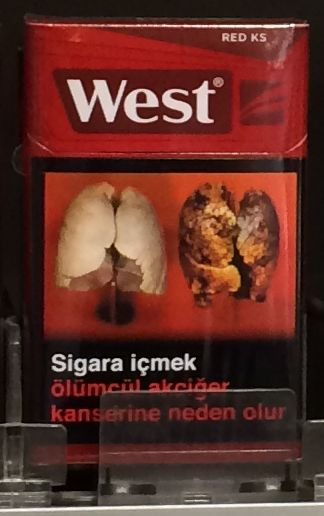 RED KS
West®
Sigara içmek
ölümcül akciğer
kanserine neden olur